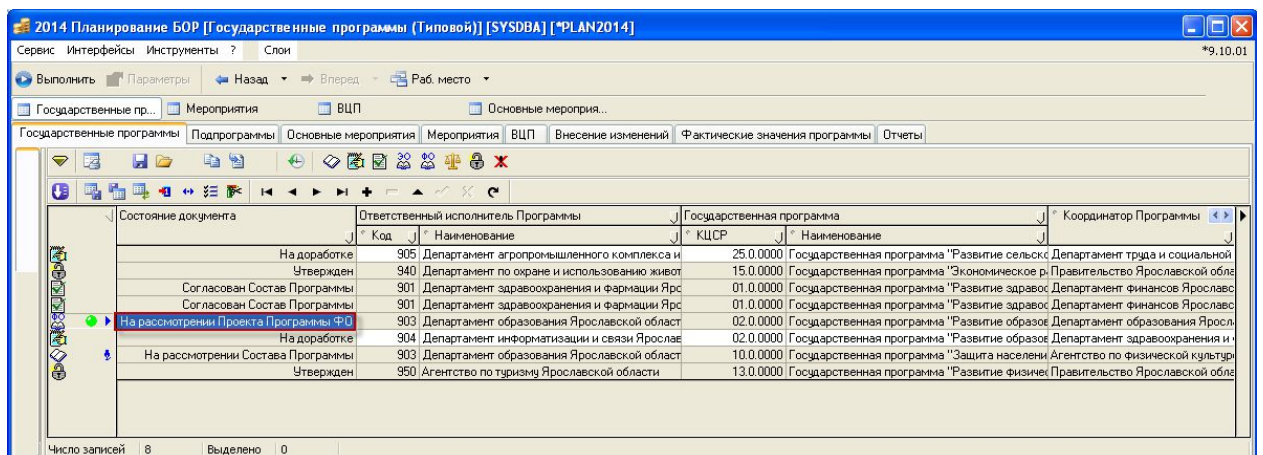 2014 Планирование БОР [Государственные программы (Типовой)] [SYSDBA] [*PLAN2014]
Сервис Интерфейсы Инструменты ? Слои *9.10.01
Выполнить Параметры Назад Вперед Раб. место
Государственные пр... Мероприятия ВЦП Основные мероприя...
Государственные программы Подпрограммы Основные мероприятия Мероприятия ВЦП Внесение изменений Фактические значения программы Отчеты
Состояние документа Ответственный исполнитель Программы Государственная программа Координатор Программы
Код Наименование КЦСР Наименование
На доработке 905 Департамент агропромышленного комплекса и 25.0.0000 Государственная программа "Развитие сельско Департамент труда и социальной
Утвержден 940 Департамент по охране и использованию живот 15.0.0000 Государственная программа "Экономическое р Правительство Ярославской обла
Согласован Состав Программы 901 Департамент здравоохранения и фармации Ярс 01.0.0000 Государственная программа "Развитие здравос Департамент финансов Ярославс
Согласован Состав Программы 901 Департамент здравоохранения и фармации Ярс 01.0.0000 Государственная программа "Развитие здравос Департамент финансов Ярославс
На рассмотрении Проекта Программы ФО 903 Департамент образования Ярославской област 02.0.0000 Государственная программа "Развитие образов Департамент образования Яросл
На доработке 904 Департамент информатизации и связи Ярослав 02.0.0000 Государственная программа "Развитие образов Департамент здравоохранения и
На рассмотрении Состава Программы 903 Департамент образования Ярославской област 10.0.0000 Государственная программа "Защита населени Агентство по физической культур
Утвержден 950 Агентство по туризму Ярославской области 13.0.0000 Государственная программа "Развитие физичес Правительство Ярославской обла
Число записей 8 Выделено 0